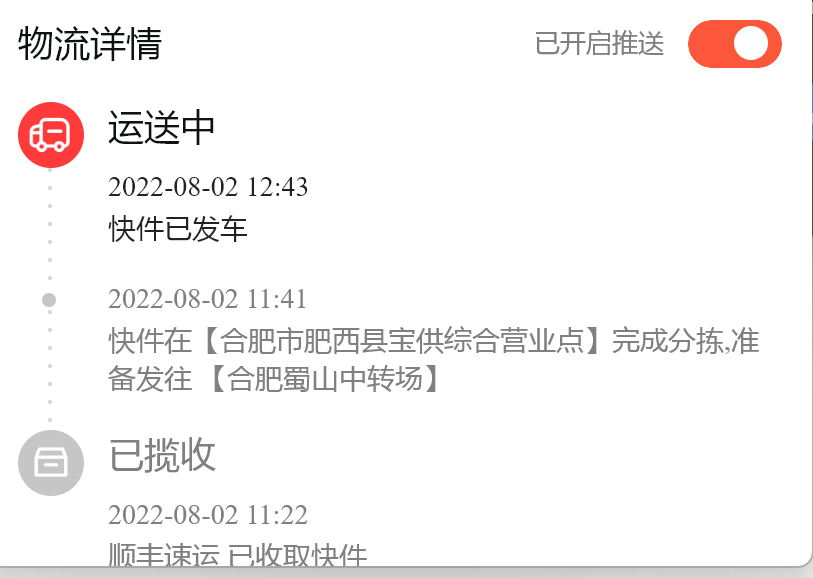 物流详情
已开启推送
运送中
2022-08-02 12:43
快件已发车
2022-08-02 11:41
快件在【合肥市肥西县宝供综合营业点】完成分拣,准
备发往 【合肥蜀山中转场】
已揽收
2022-08-02 11:22
顺丰速运 已收取快件